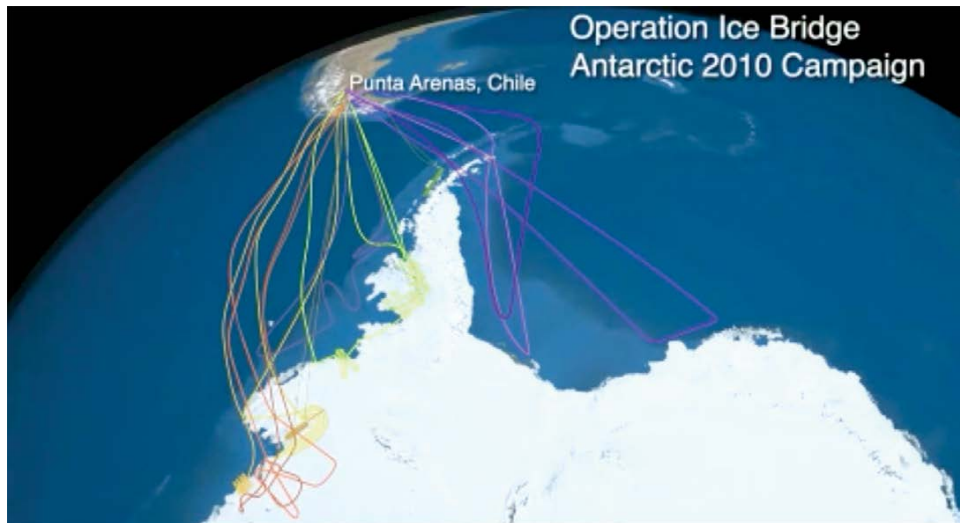 Operation Ice Bridge
Antarctic 2010 Campaign
Punta Arenas, Chile